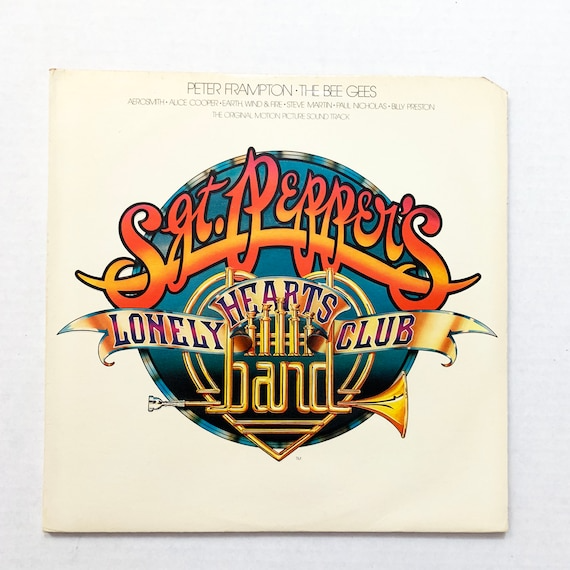 PETER FRAMPTON • THE BEE GEES
AEROSMITH • ALICE COOPER • EARTH, WIND & FIRE • STEVE MARTIN • PAUL NICHOLAS • BILLY PRESTON
THE ORIGINAL MOTION PICTURE SOUND TRACK
Sgt. PEPPER'S
LONELY HEARTS CLUB
band
TM